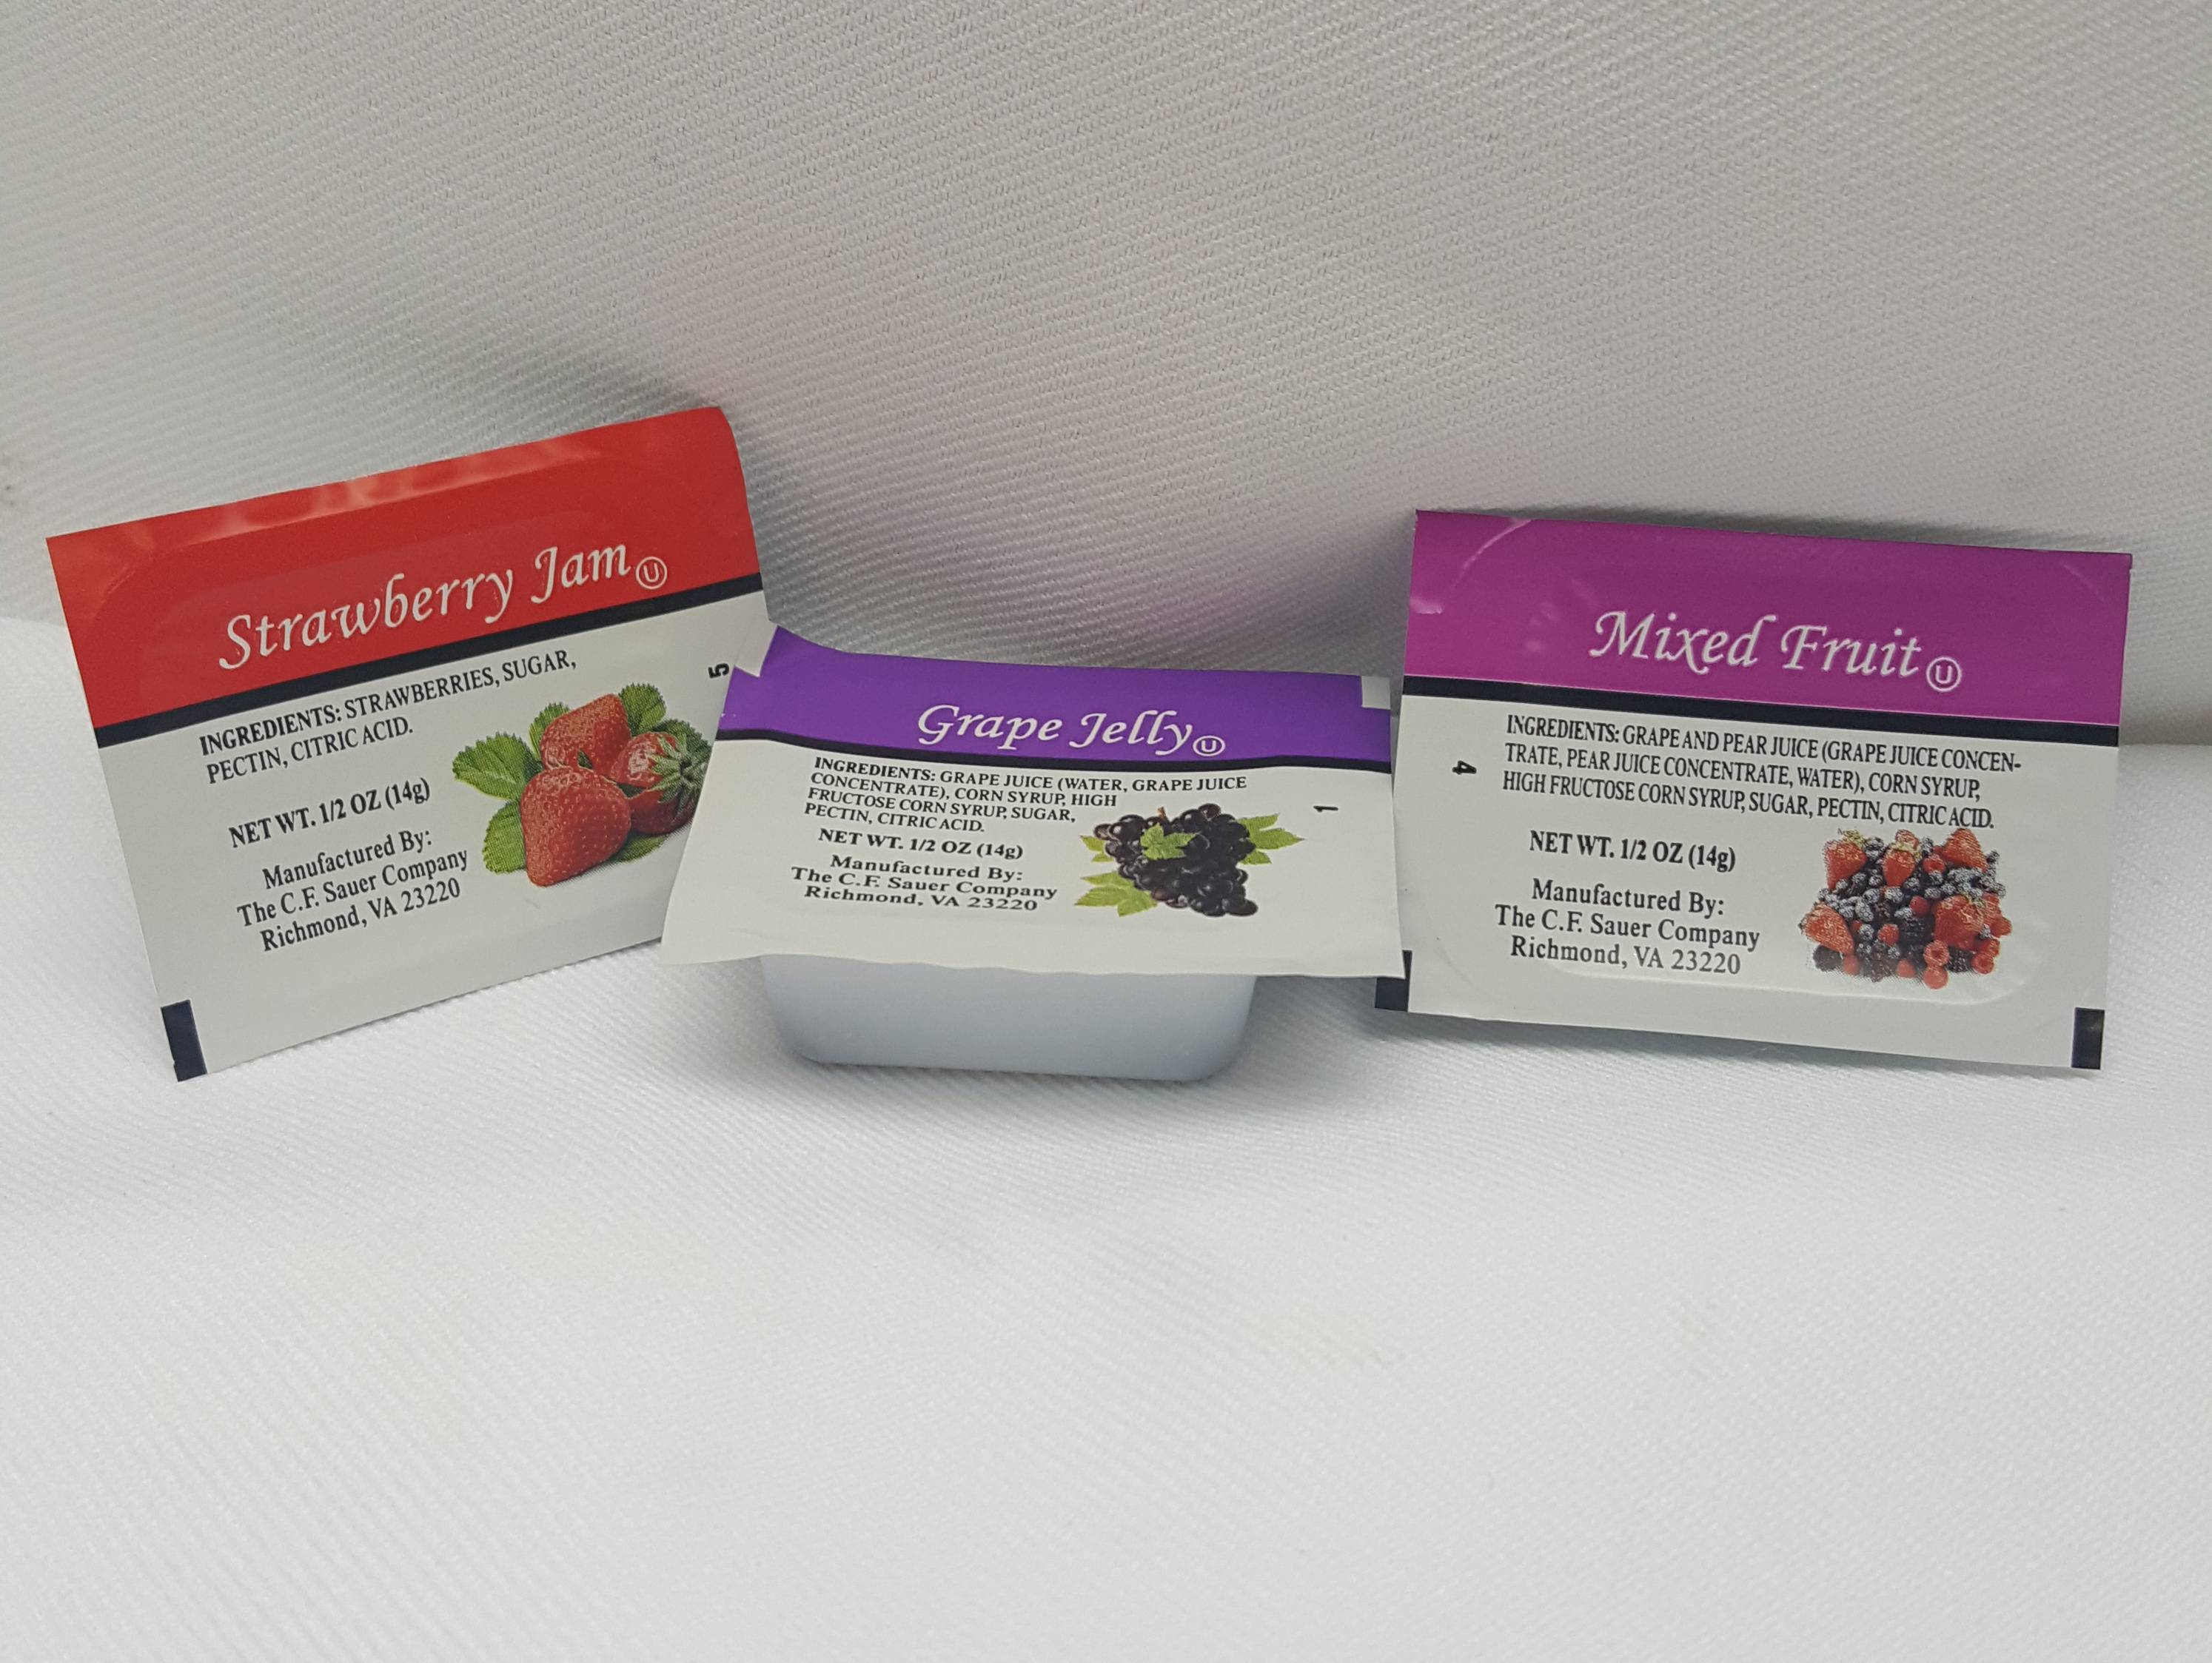 Strawberry Jam Ⓤ
INGREDIENTS: STRAWBERRIES, SUGAR,
PECTIN, CITRIC ACID.
NET WT. 1/2 OZ (14g)
Manufactured By:
The C.F. Sauer Company
Richmond, VA 23220
5
Grape Jelly Ⓤ
INGREDIENTS: GRAPE JUICE (WATER, GRAPE JUICE
CONCENTRATE), CORN SYRUP, HIGH
FRUCTOSE CORN SYRUP, SUGAR,
PECTIN, CITRIC ACID.
NET WT. 1/2 OZ (14g)
Manufactured By:
The C.F. Sauer Company
Richmond, VA 23220
1
Mixed Fruit Ⓤ
4
INGREDIENTS: GRAPE AND PEAR JUICE (GRAPE JUICE CONCEN-
TRATE, PEAR JUICE CONCENTRATE, WATER), CORN SYRUP,
HIGH FRUCTOSE CORN SYRUP, SUGAR, PECTIN, CITRIC ACID.
NET WT. 1/2 OZ (14g)
Manufactured By:
The C.F. Sauer Company
Richmond, VA 23220